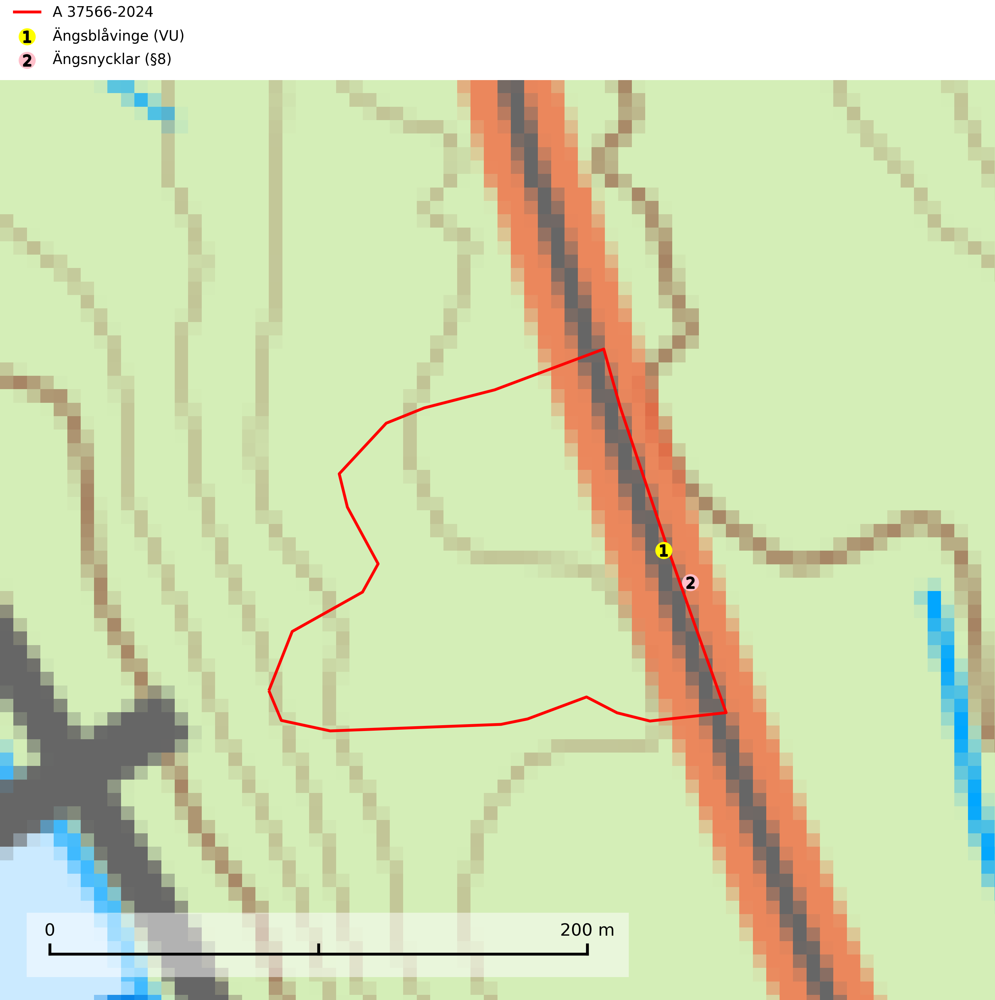 A 37566-2024
1 Ängsblåvinge (VU)
2 Ängsnycklar (§8)
1
2
0 200 m